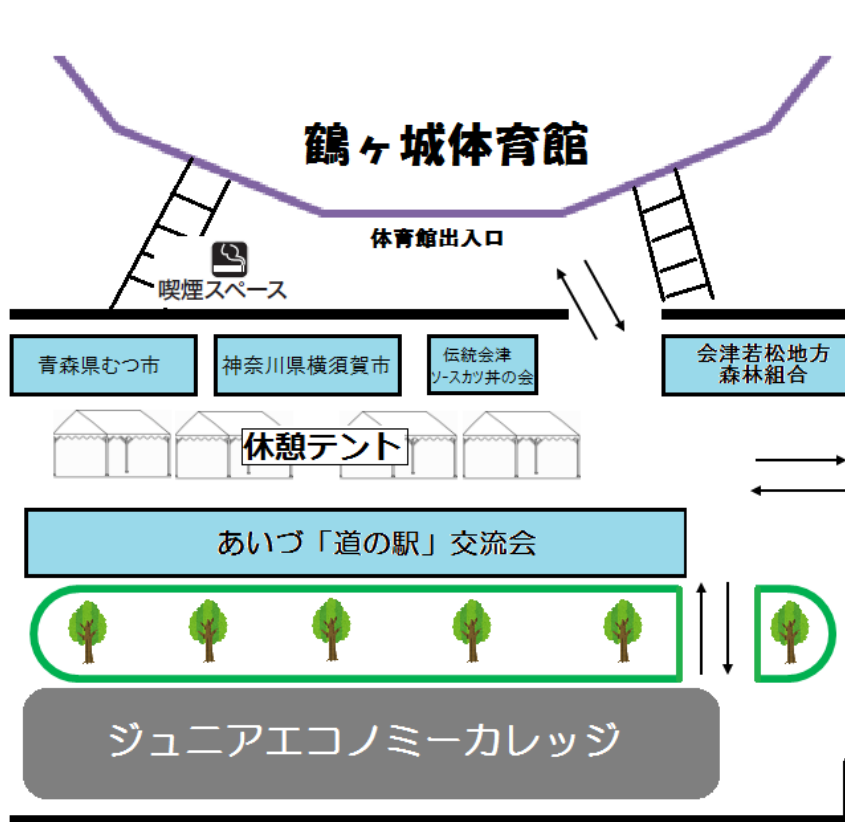 鶴ヶ城体育館
体育館出入口
喫煙スペース
青森県むつ市
神奈川県横須賀市
伝統会津
ソースカツ丼の会
会津若松地方
森林組合
休憩テント
あいづ「道の駅」交流会
ジュニアエコノミーカレッジ